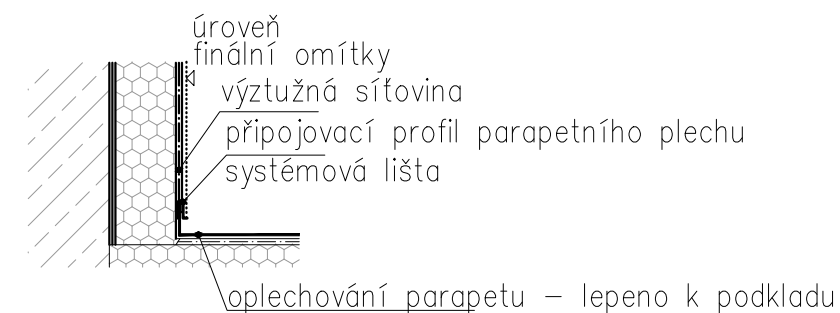 úroveň
finální omítky
výztužná síťovina
připojovací profil parapetního plechu
systémová lišta
oplechování parapetu – lepeno k podkladu